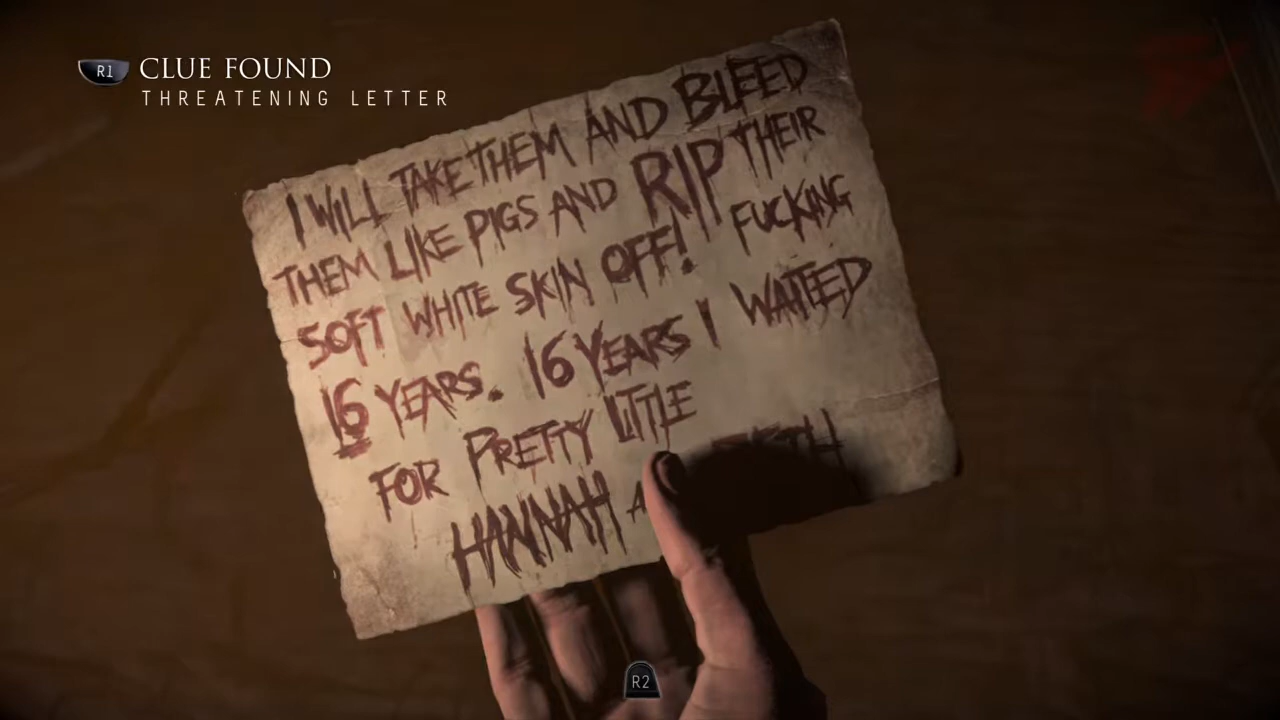 R1 CLUE FOUND
THREATENING LETTER
I WILL TAKE THEM AND BLEED
THEM LIKE PIGS AND RIP THEIR
SOFT WHITE SKIN OFF! FUCKING
16 YEARS. 16 YEARS I WAITED
FOR PRETTY LITTLE
HANNAH
R2